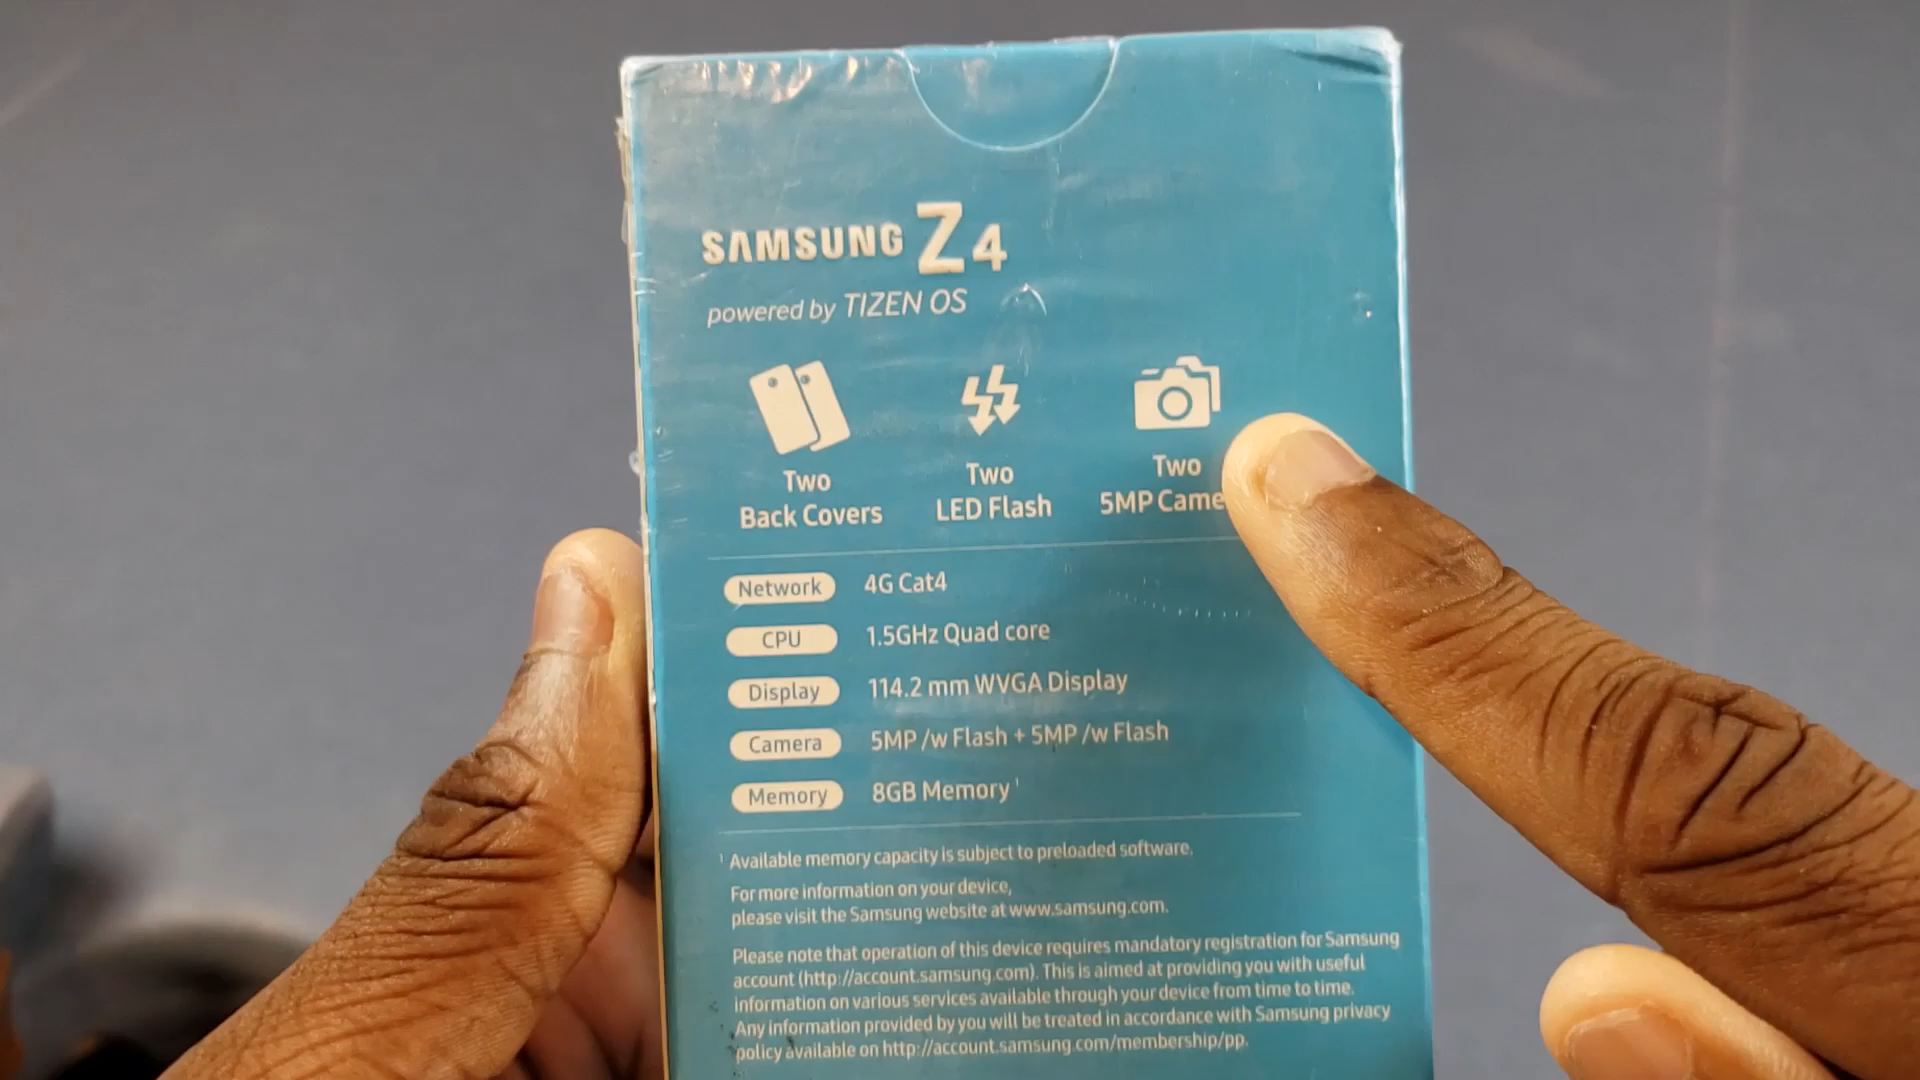 SAMSUNG Z4
powered by TIZEN OS
Two
Back Covers
Two
LED Flash
Two
5MP Came
Network 4G Cat4
CPU 1.5GHz Quad core
Display 114.2 mm WVGA Display
Camera 5MP /w Flash + 5MP /w Flash
Memory 8GB Memory ¹
¹ Available memory capacity is subject to preloaded software.
For more information on your device,
please visit the Samsung website at www.samsung.com.
Please note that operation of this device requires mandatory registration for Samsung
account (http://account.samsung.com). This is aimed at providing you with useful
information on various services available through your device from time to time.
Any information provided by you will be treated in accordance with Samsung privacy
policy available on http://account.samsung.com/membership/pp.